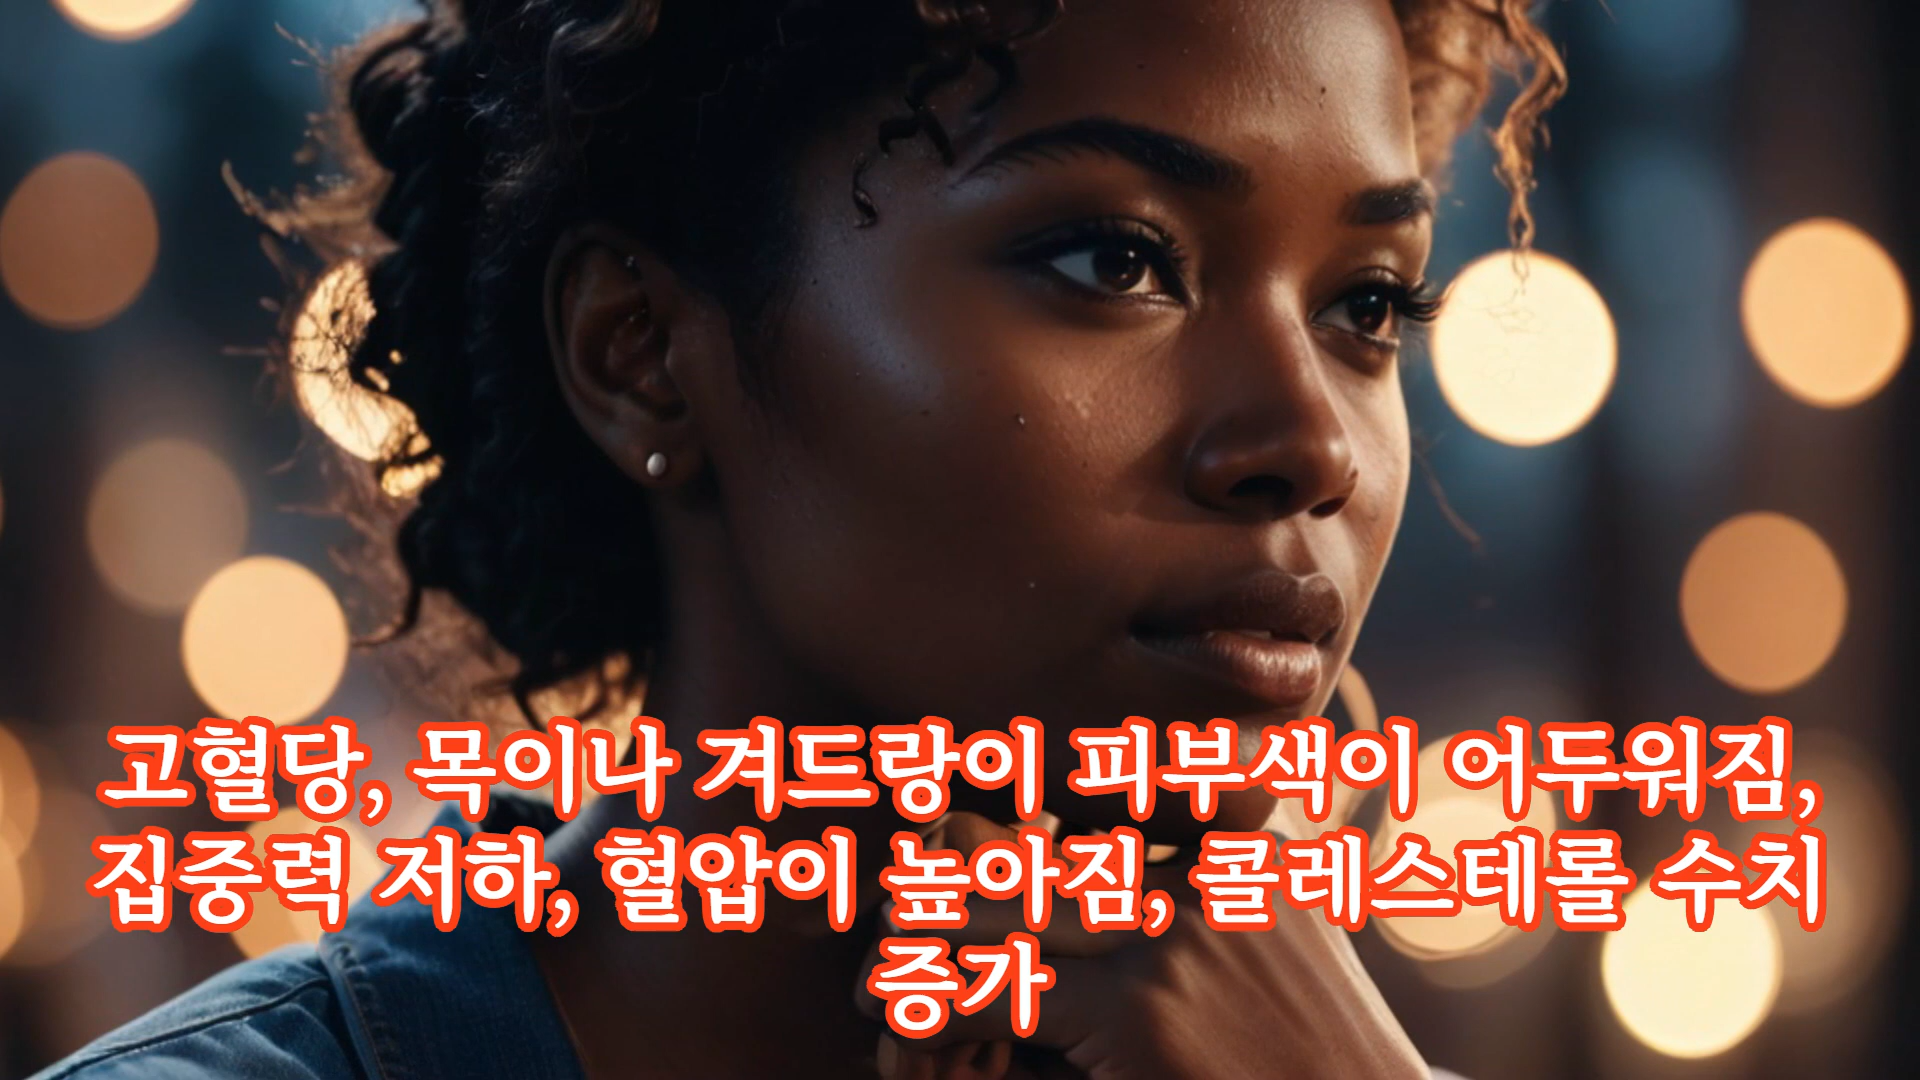 고혈당, 목이나 겨드랑이 피부색이 어두워짐,
집중력 저하, 혈압이 높아짐, 콜레스테롤 수치
증가